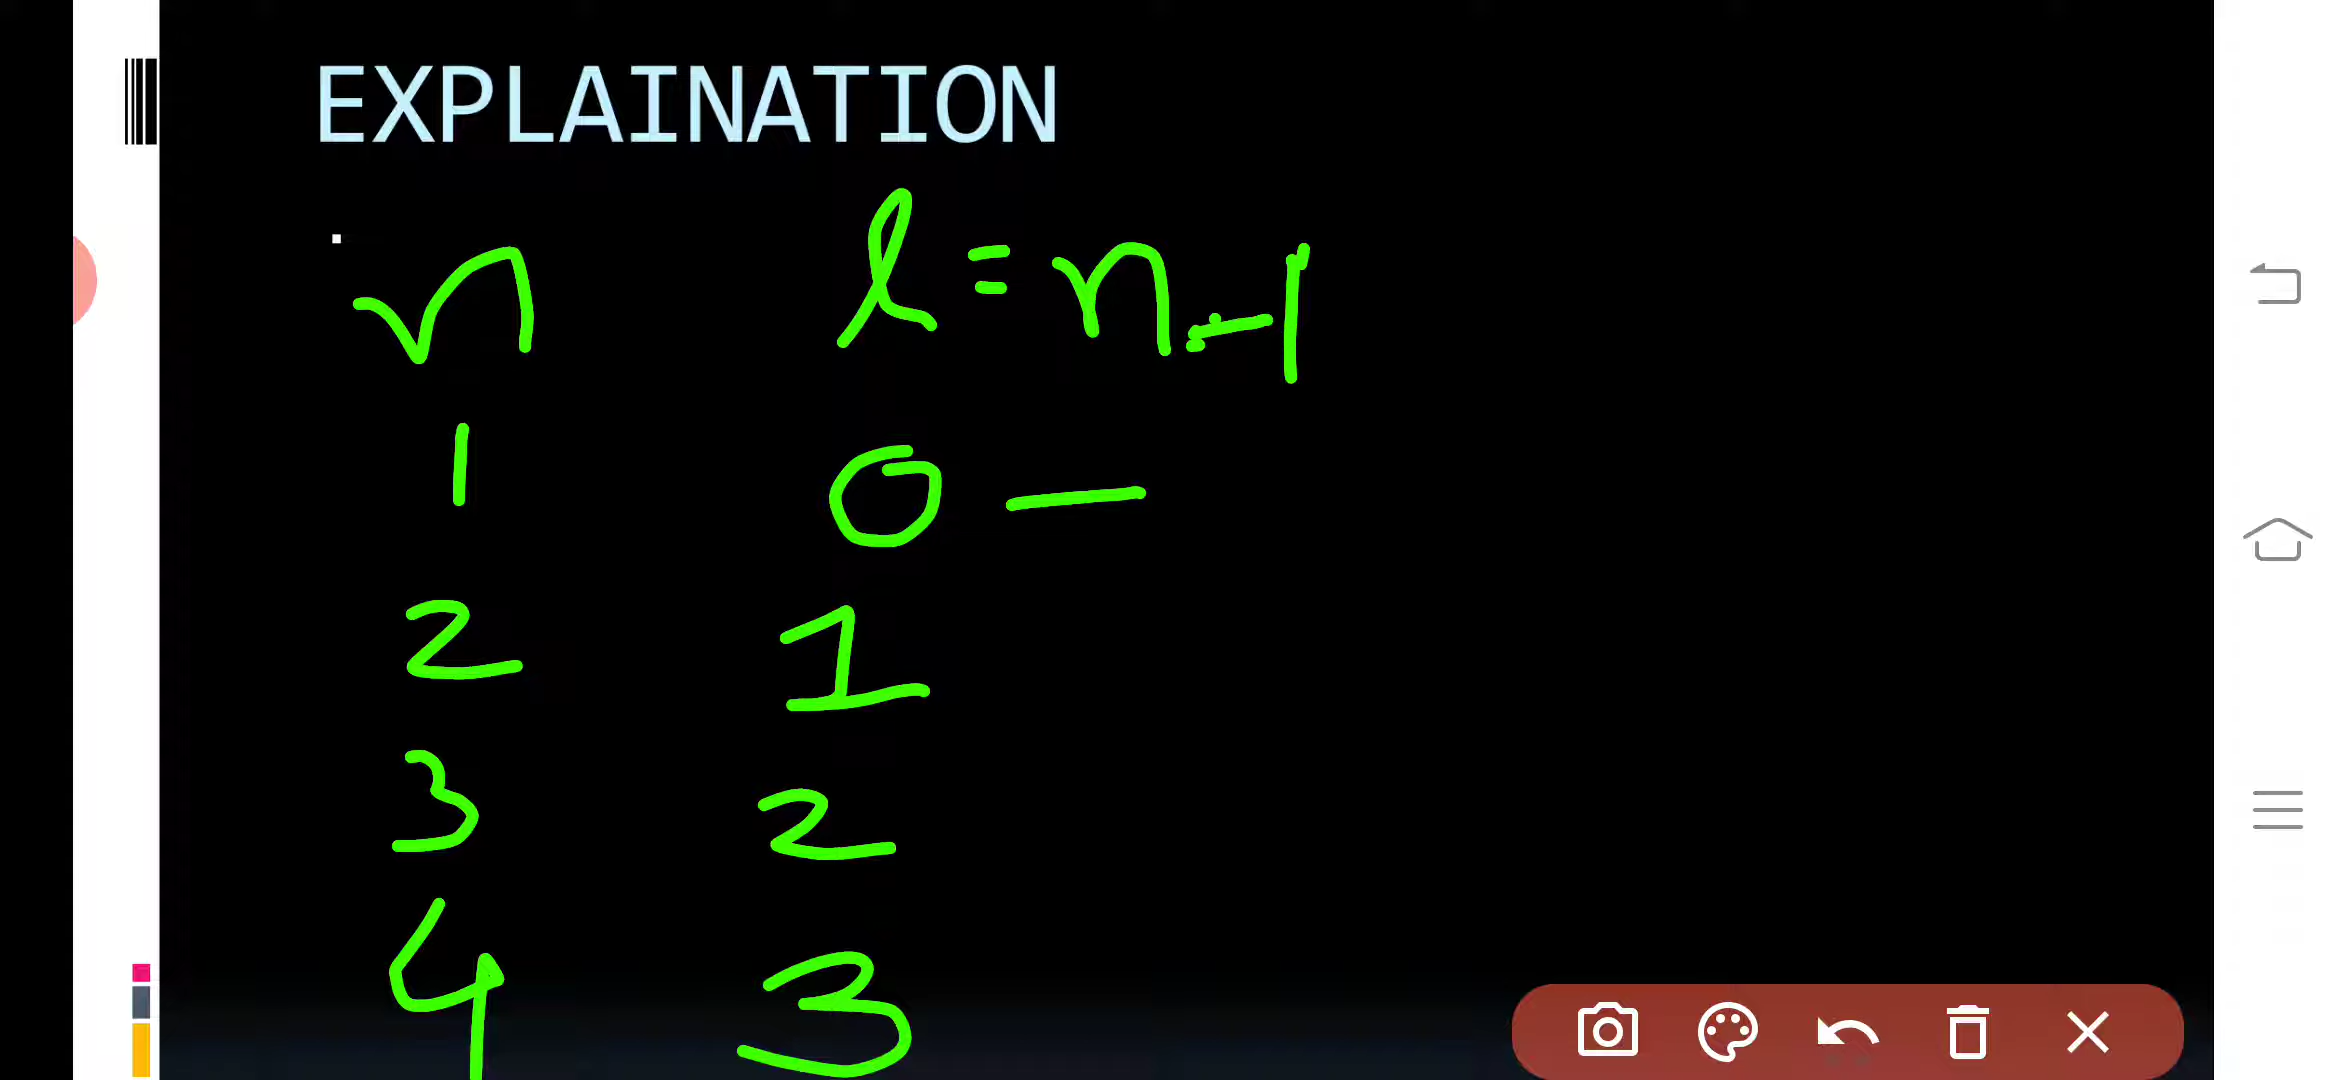 EXPLAINATION
n l = n-1
1 0 —
2 1
3 2
4 3